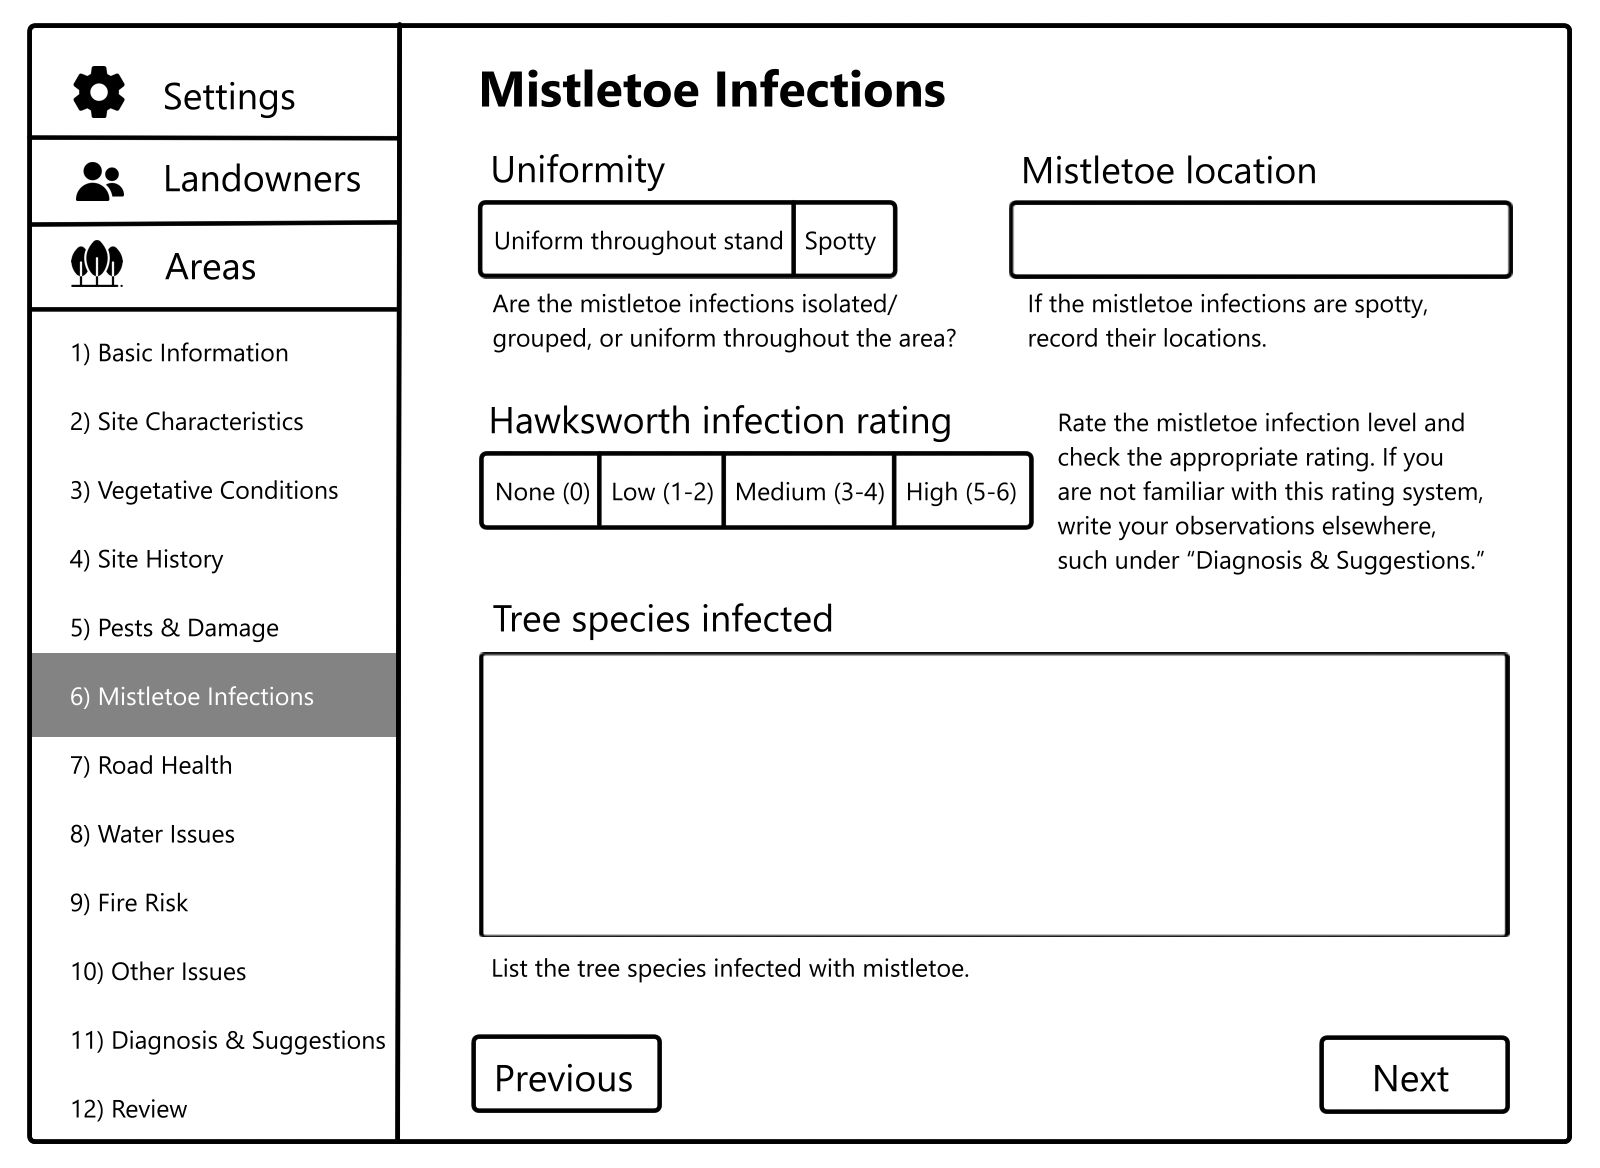 Settings
Landowners
Areas
1) Basic Information
2) Site Characteristics
3) Vegetative Conditions
4) Site History
5) Pests & Damage
6) Mistletoe Infections
7) Road Health
8) Water Issues
9) Fire Risk
10) Other Issues
11) Diagnosis & Suggestions
12) Review
Mistletoe Infections
Uniformity
Uniform throughout stand
Spotty
Are the mistletoe infections isolated/
grouped, or uniform throughout the area?
Mistletoe location
If the mistletoe infections are spotty,
record their locations.
Hawksworth infection rating
None (0)
Low (1-2)
Medium (3-4)
High (5-6)
Rate the mistletoe infection level and
check the appropriate rating. If you
are not familiar with this rating system,
write your observations elsewhere,
such under “Diagnosis & Suggestions.”
Tree species infected
List the tree species infected with mistletoe.
Previous
Next